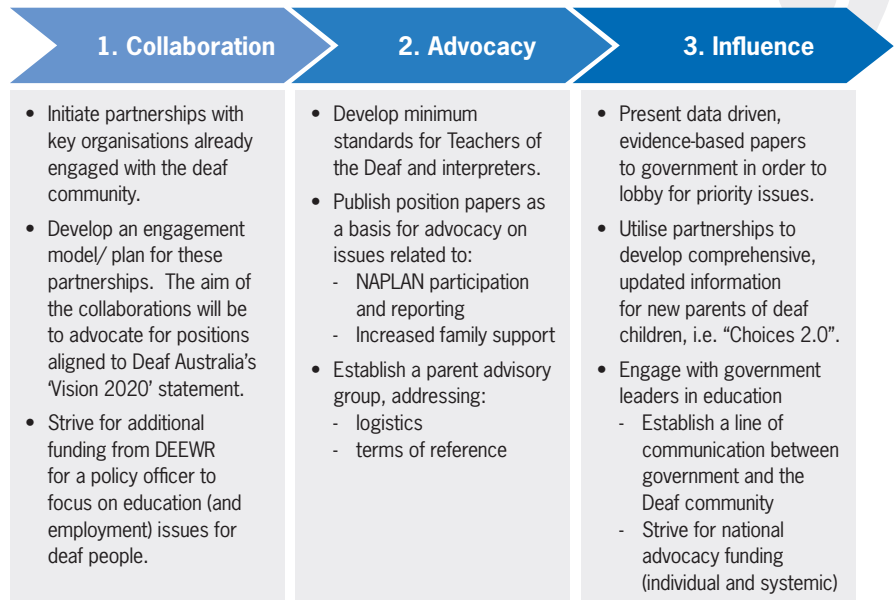 1. Collaboration
• Initiate partnerships with
key organisations already
engaged with the deaf
community.
• Develop an engagement
model/ plan for these
partnerships. The aim of
the collaborations will be
to advocate for positions
aligned to Deaf Australia’s
‘Vision 2020’ statement.
• Strive for additional
funding from DEEWR
for a policy officer to
focus on education (and
employment) issues for
deaf people.
2. Advocacy
• Develop minimum
standards for Teachers of
the Deaf and interpreters.
• Publish position papers as
a basis for advocacy on
issues related to:
- NAPLAN participation
and reporting
- Increased family support
• Establish a parent advisory
group, addressing:
- logistics
- terms of reference
3. Influence
• Present data driven,
evidence-based papers
to government in order to
lobby for priority issues.
• Utilise partnerships to
develop comprehensive,
updated information
for new parents of deaf
children, i.e. “Choices 2.0”.
• Engage with government
leaders in education
- Establish a line of
communication between
government and the
Deaf community
- Strive for national
advocacy funding
(individual and systemic)